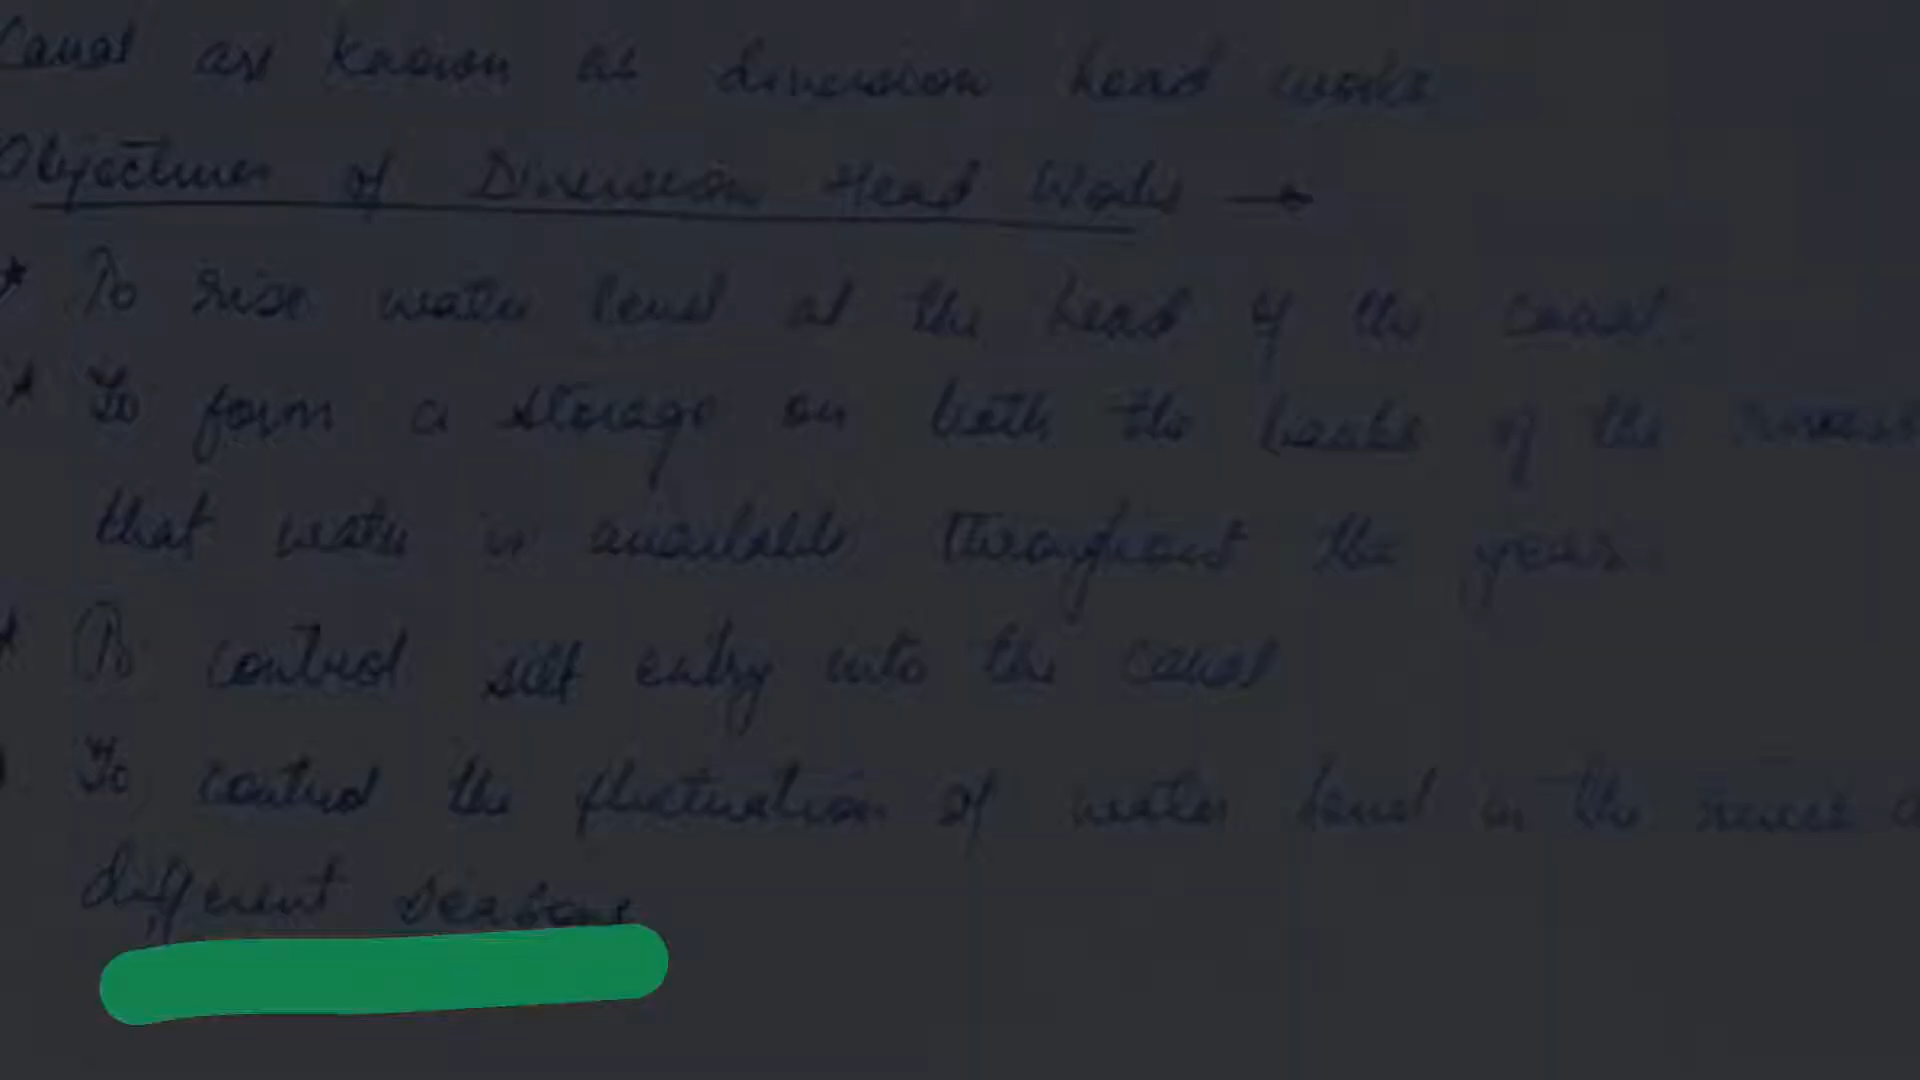 Canal are known as diversion head works
Objectives of Diversion Head Works →
* To rise water level at the head of the canal.
* To form a storage on both the banks of the
that water is available throughout the year.
* To control silt entry into the canal
To control the fluctuation of water level in the river
different seasons